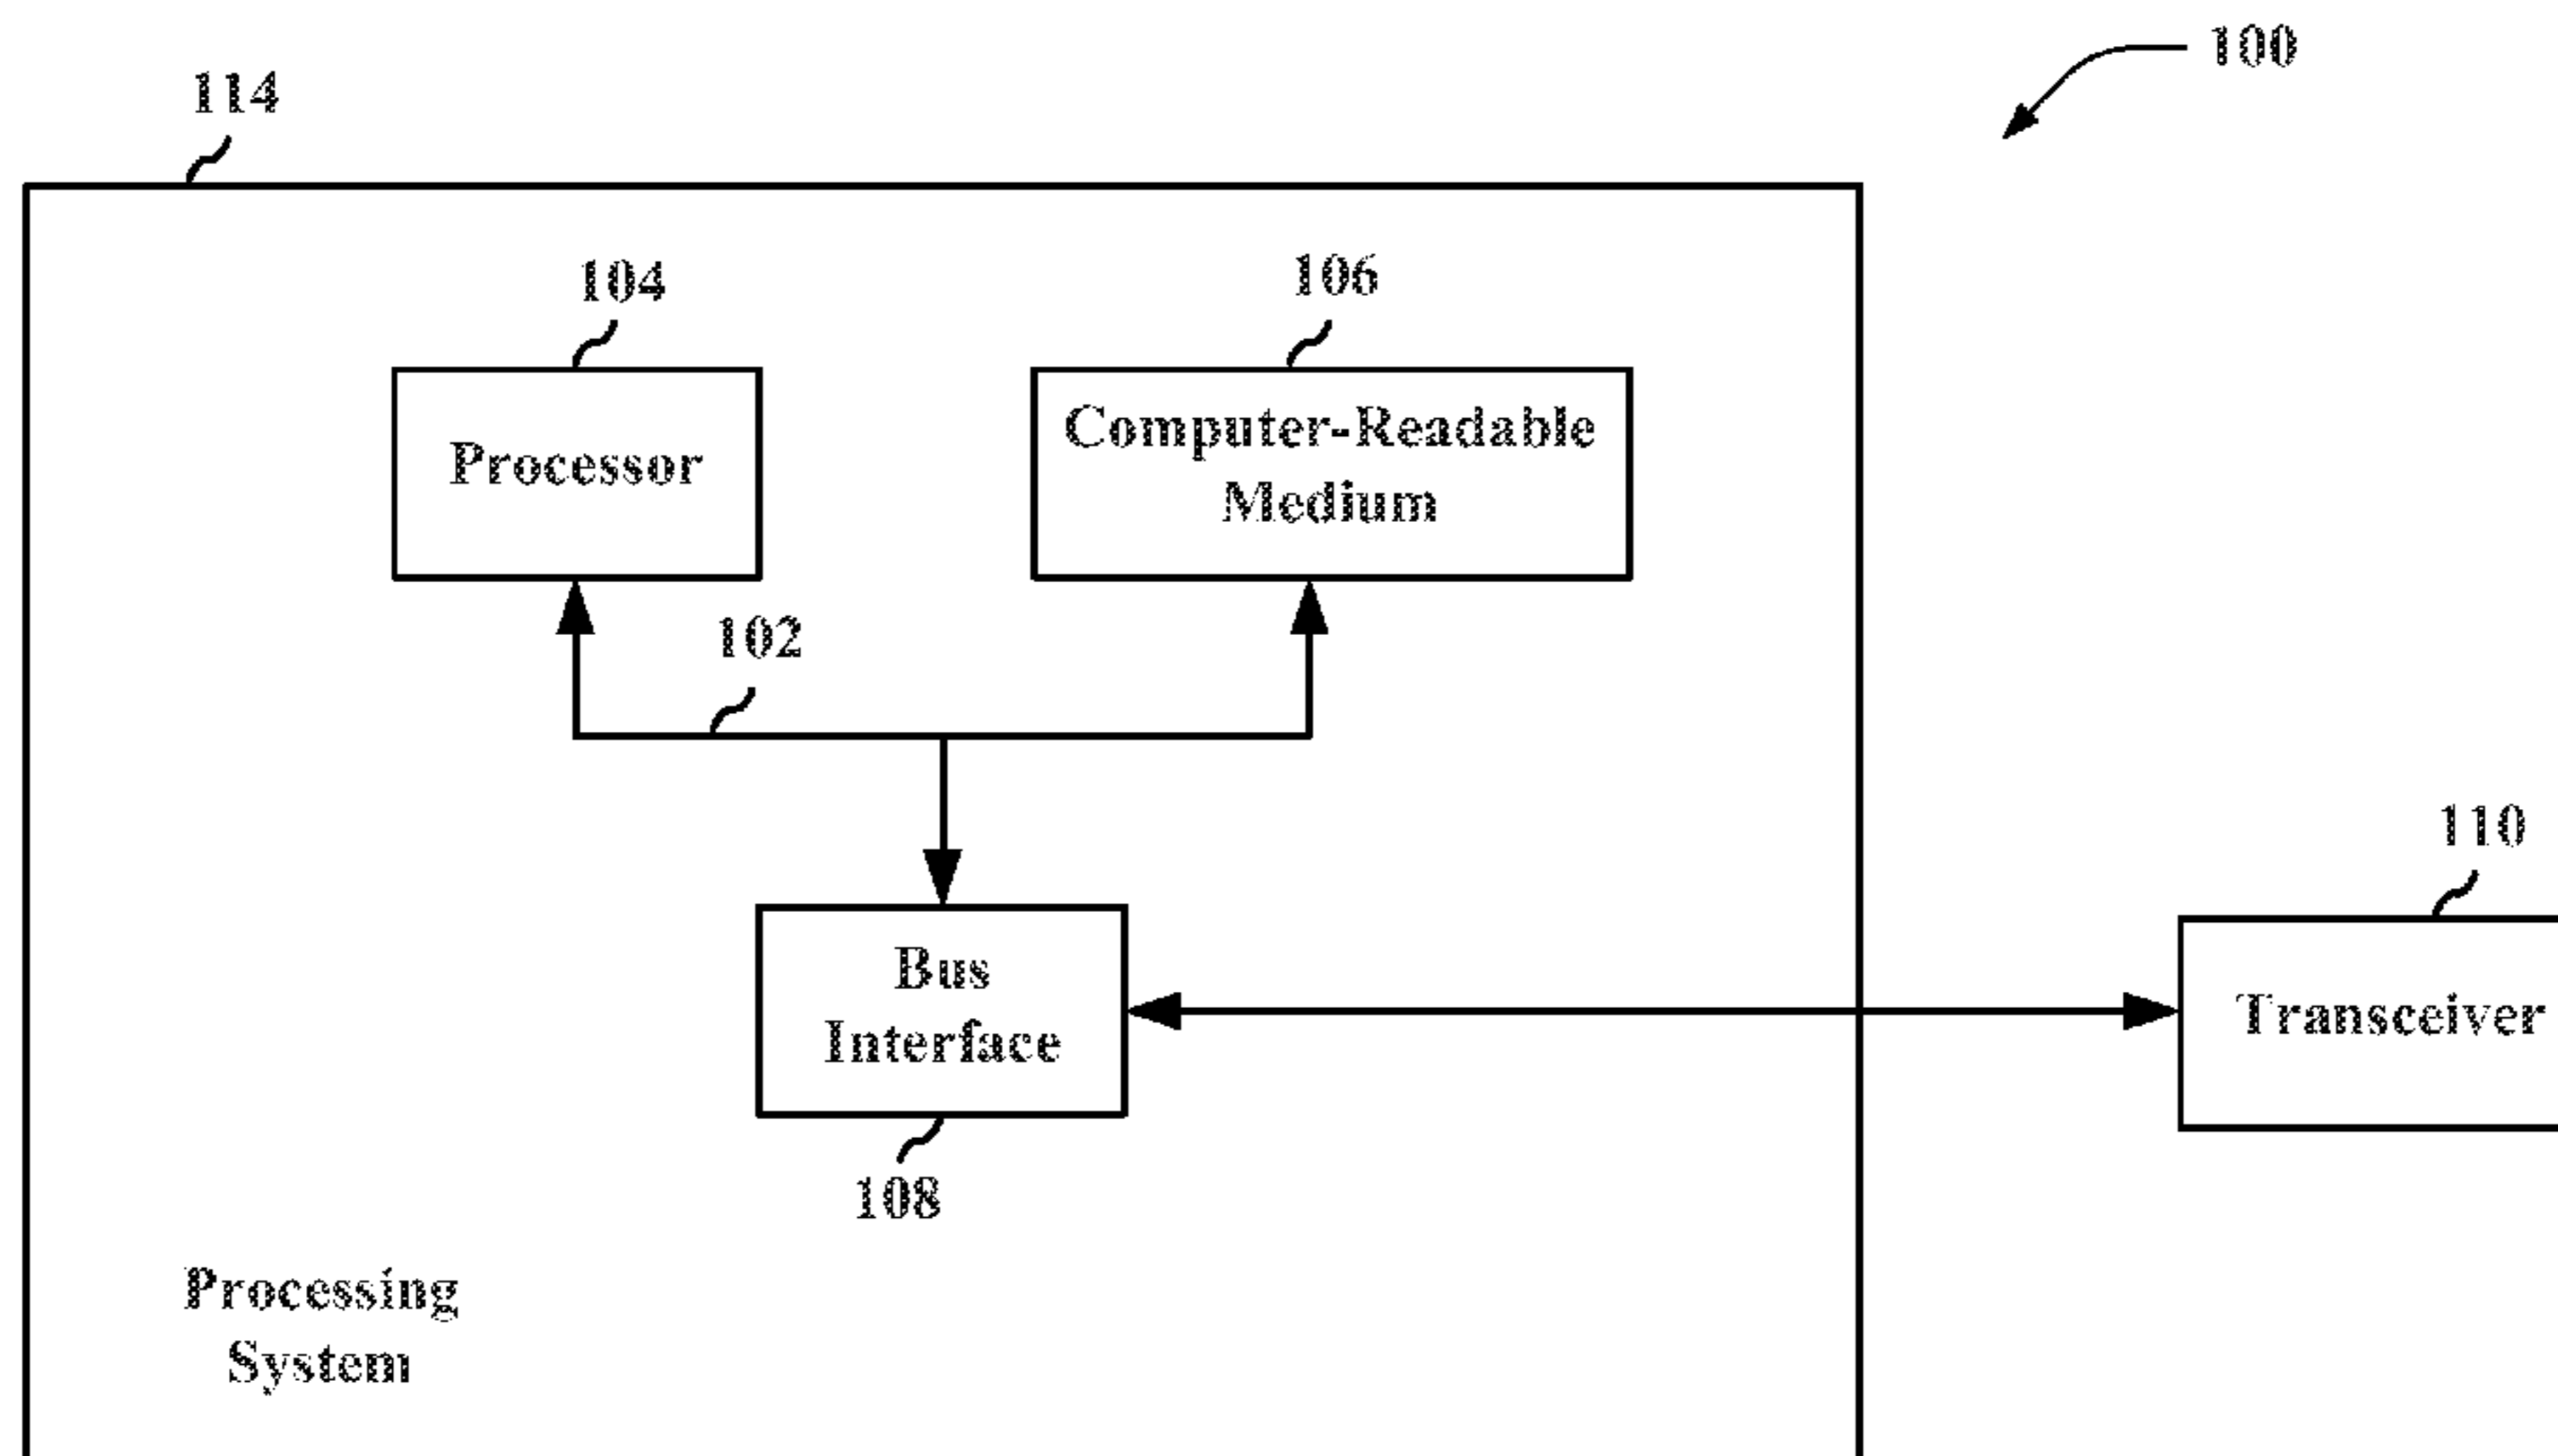 100
114
104
106
Processor
Computer-Readable
Medium
102
110
Bus
Interface
Transceiver
108
Processing
System